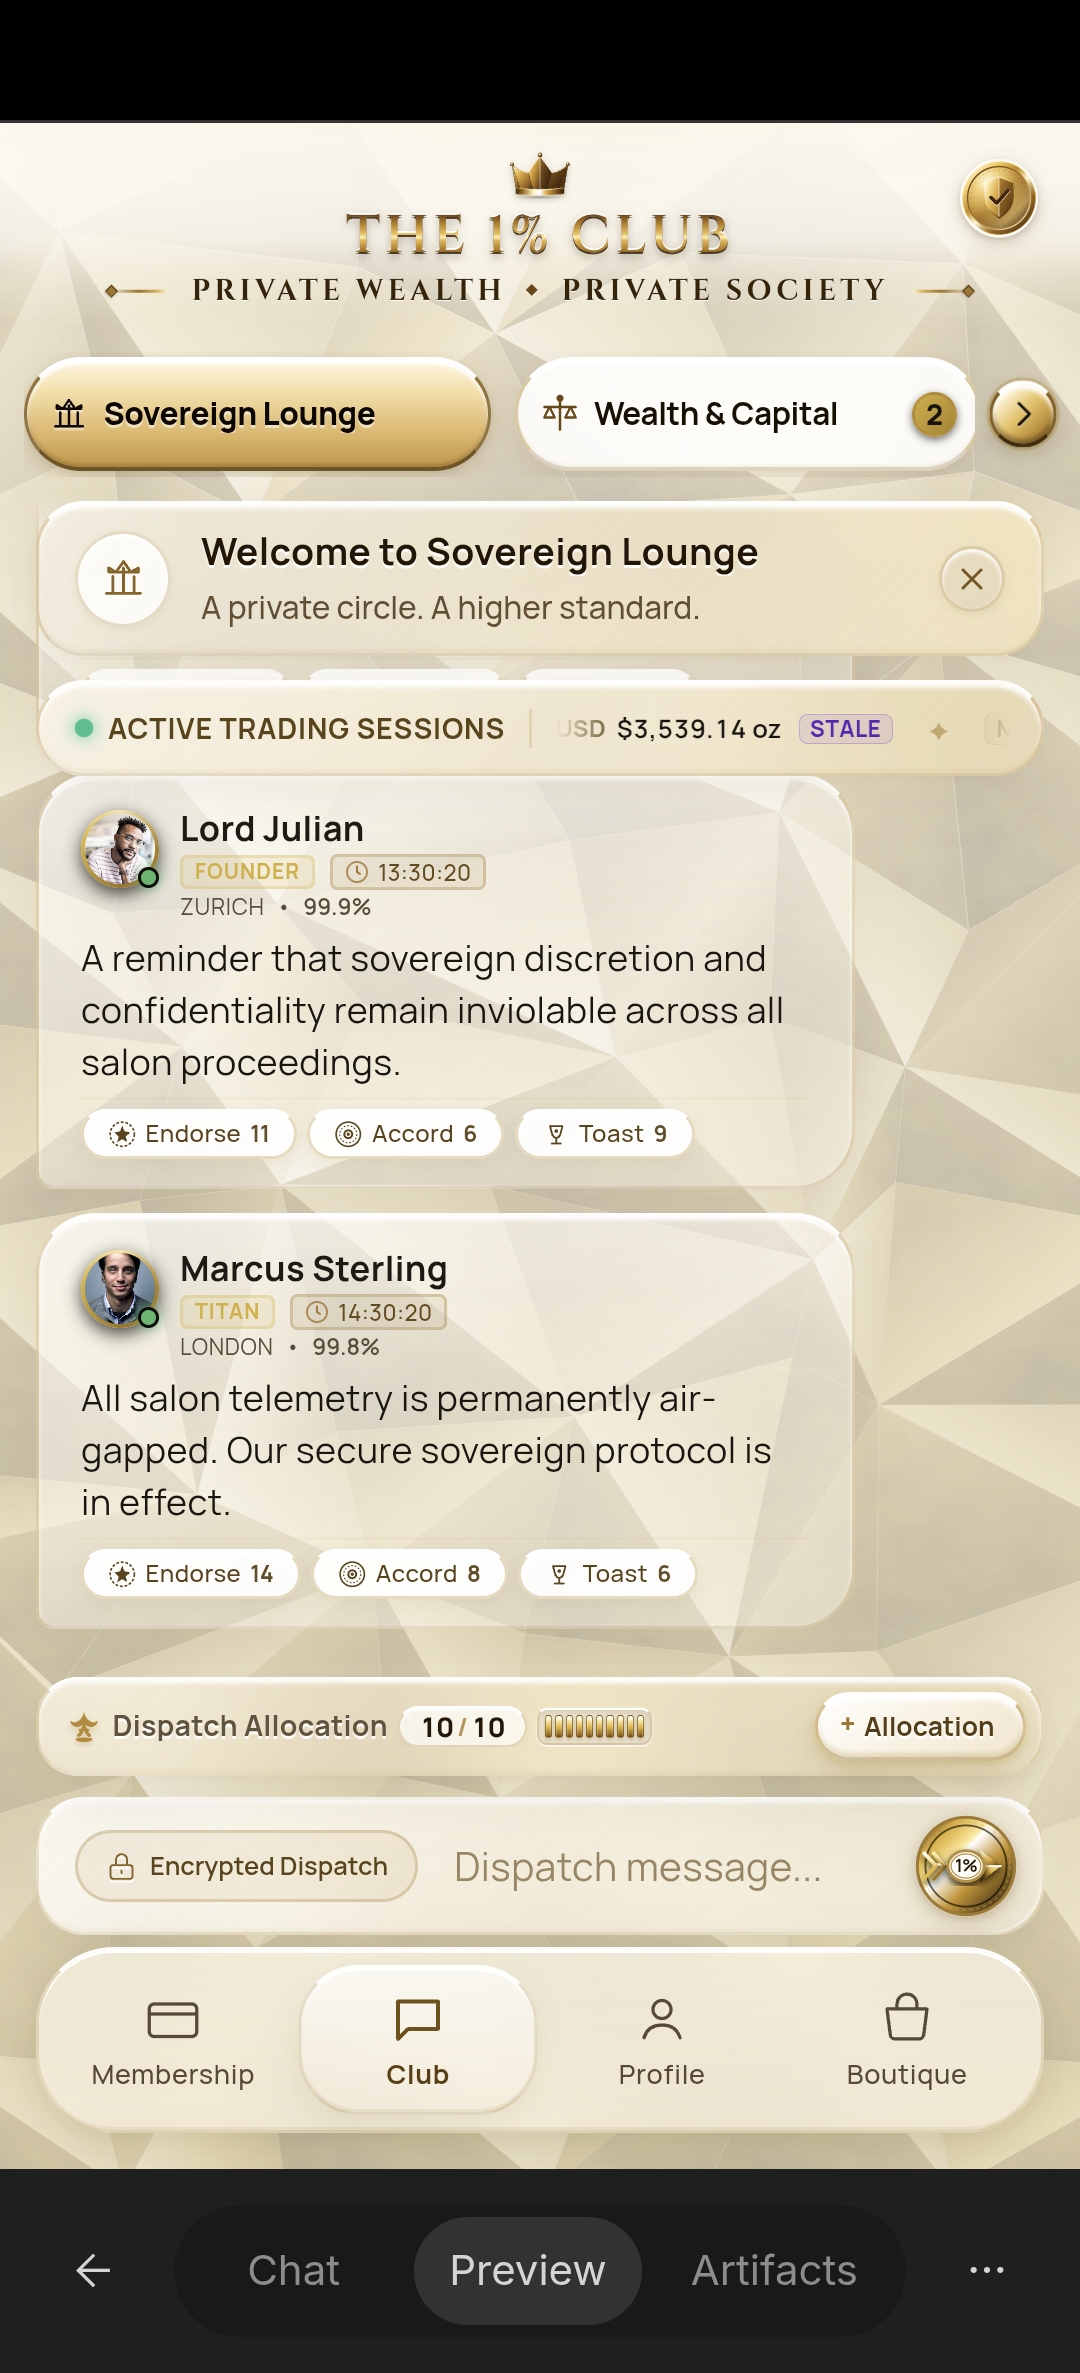 THE 1% CLUB
PRIVATE WEALTH ◆ PRIVATE SOCIETY
Sovereign Lounge
Wealth & Capital 2
Welcome to Sovereign Lounge
A private circle. A higher standard.
ACTIVE TRADING SESSIONS
USD $3,539.14 oz STALE
Lord Julian
FOUNDER 13:30:20
ZURICH • 99.9%
A reminder that sovereign discretion and
confidentiality remain inviolable across all
salon proceedings.
Endorse 11 Accord 6 Toast 9
Marcus Sterling
TITAN 14:30:20
LONDON • 99.8%
All salon telemetry is permanently air-
gapped. Our secure sovereign protocol is
in effect.
Endorse 14 Accord 8 Toast 6
Dispatch Allocation 10/10 + Allocation
Encrypted Dispatch Dispatch message... 1%
Membership Club Profile Boutique
Chat Preview Artifacts